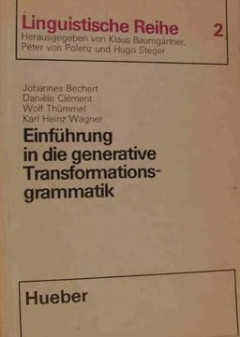 Linguistische Reihe 2
Herausgegeben von Klaus Baumgärtner,
Peter von Polenz und Hugo Steger
Johannes Bechert
Danièle Clément
Wolf Thümmel
Karl Heinz Wagner
Einführung
in die generative
Transformations-
grammatik
Hueber